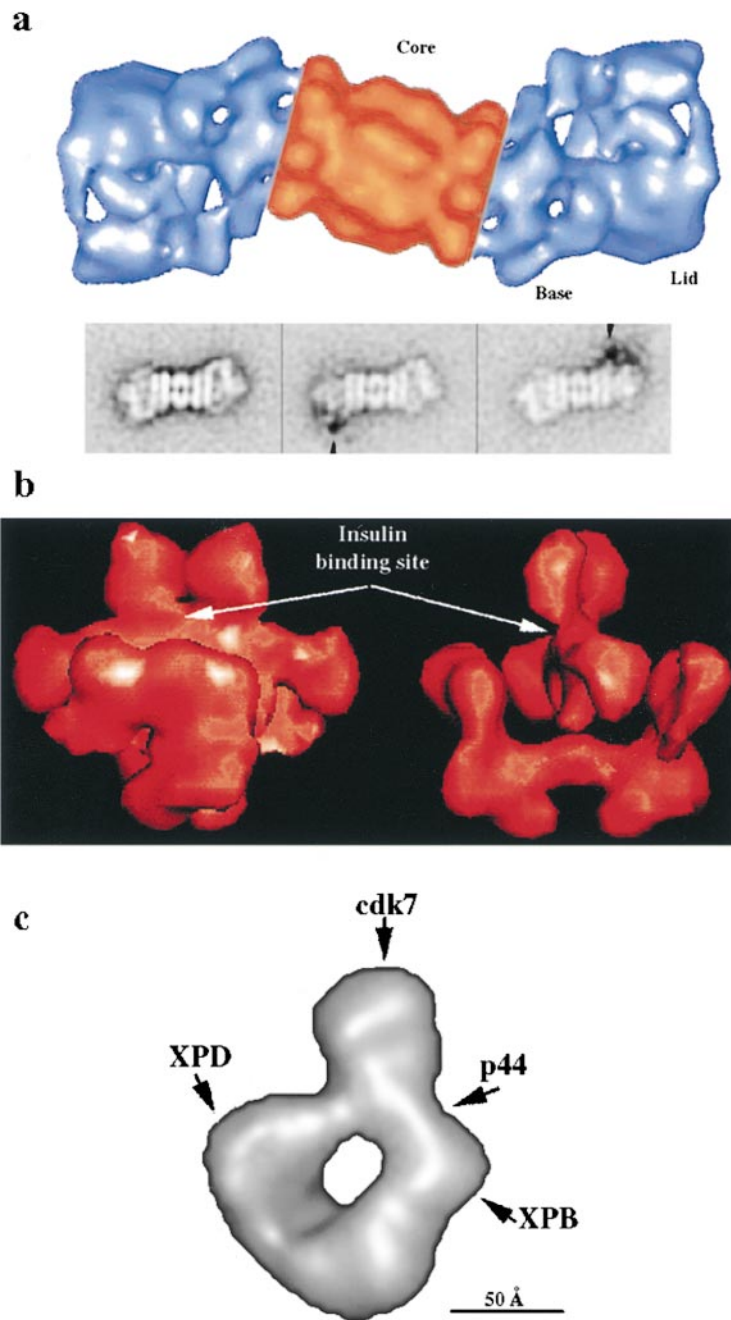 a
Core
Base
Lid
b
Insulin
binding site
c
cdk7
XPD
p44
XPB
50 Å